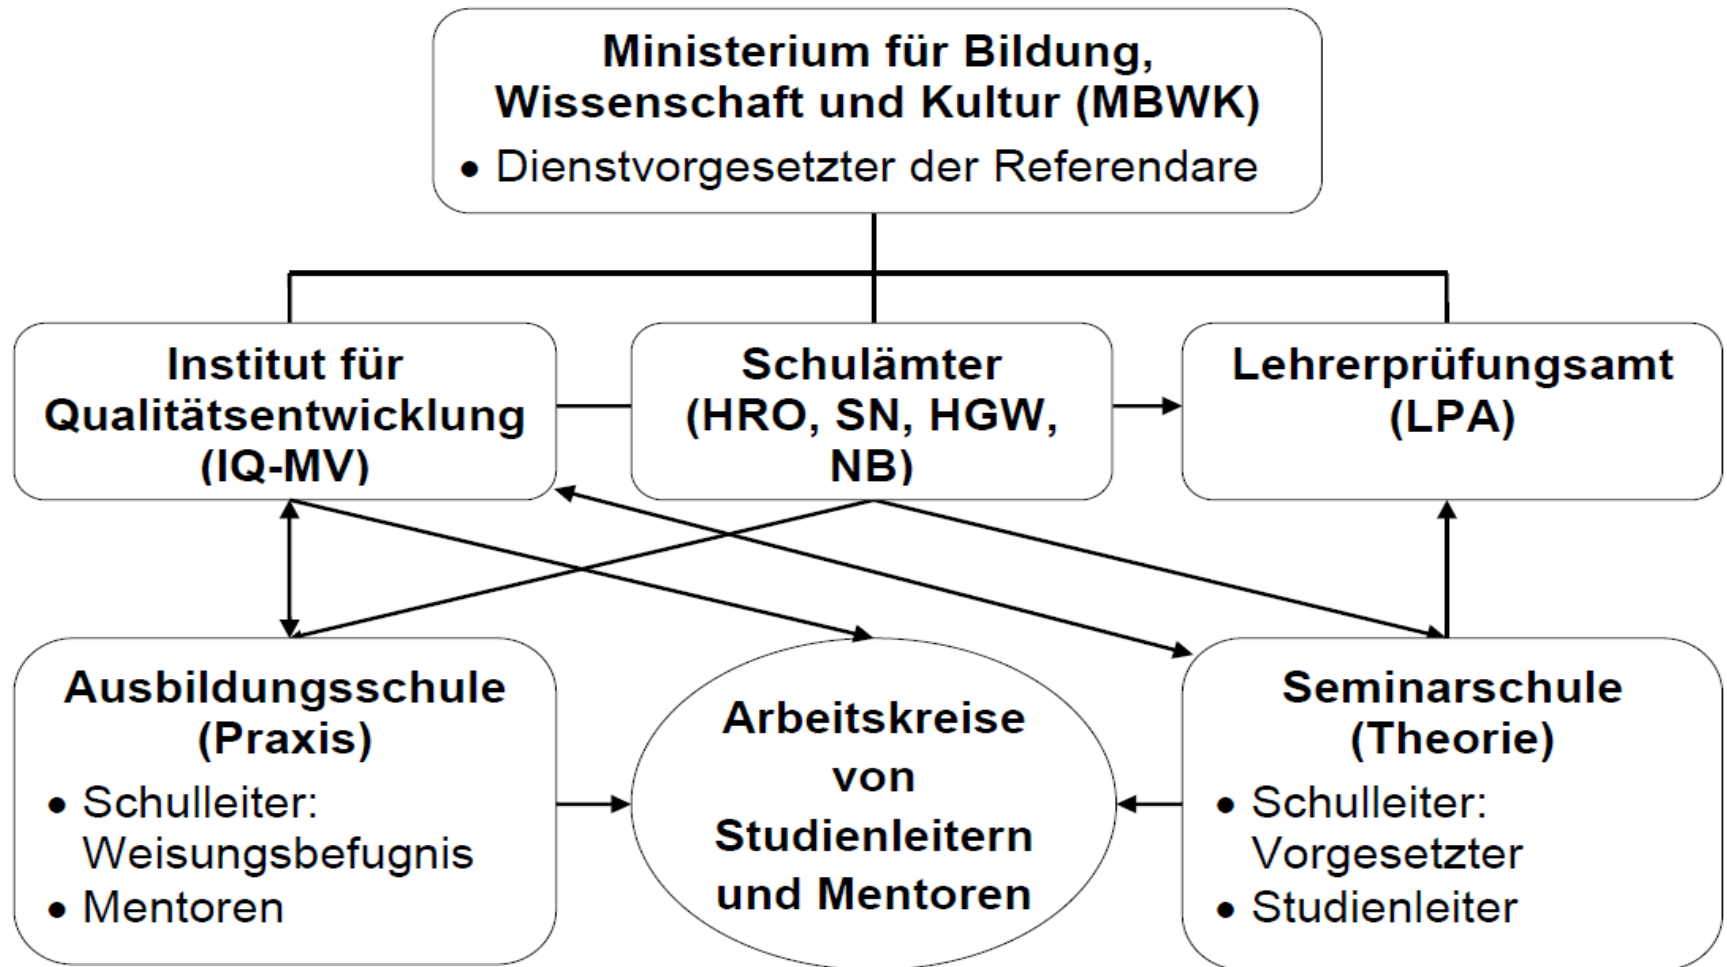 Ministerium für Bildung,
Wissenschaft und Kultur (MBWK)
• Dienstvorgesetzter der Referendare
Institut für
Qualitätsentwicklung
(IQ-MV)
Schulämter
(HRO, SN, HGW,
NB)
Lehrerprüfungsamt
(LPA)
Ausbildungsschule
(Praxis)
• Schulleiter:
Weisungsbefugnis
• Mentoren
Arbeitskreise
von
Studienleitern
und Mentoren
Seminarschule
(Theorie)
• Schulleiter:
Vorgesetzter
• Studienleiter